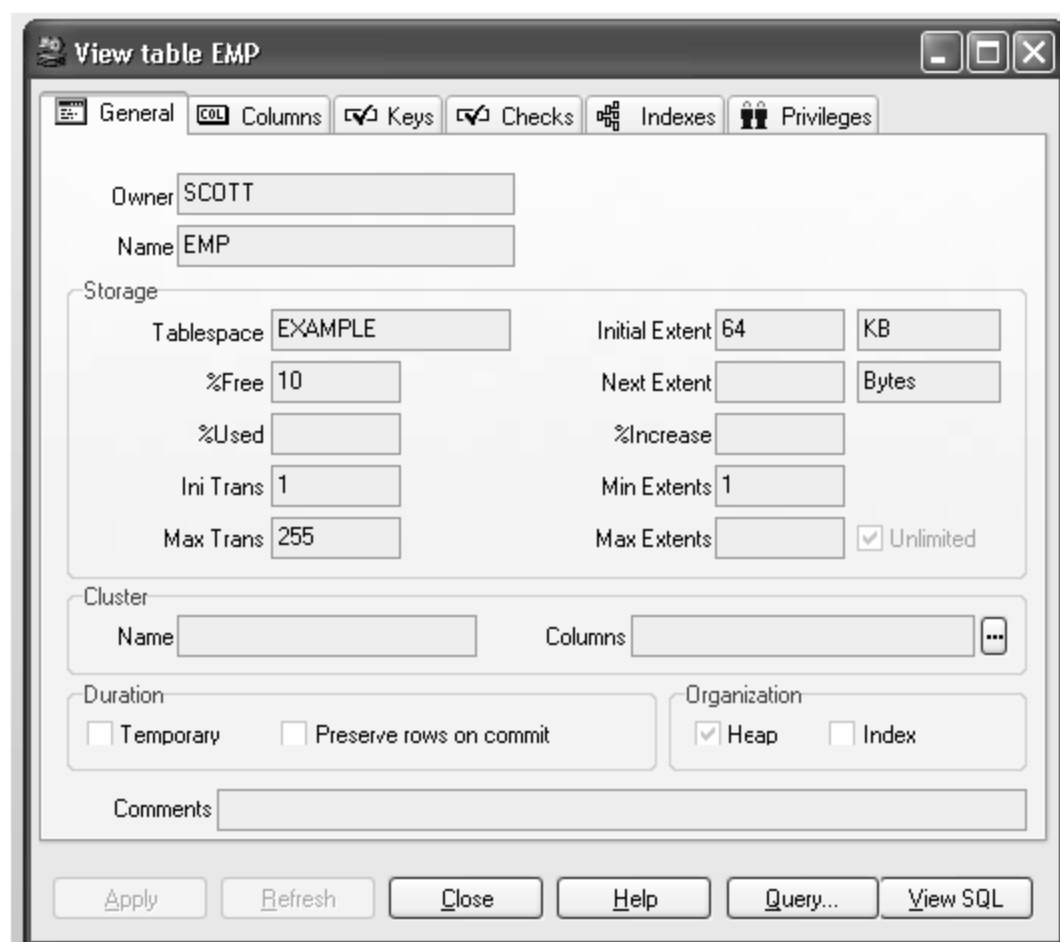 View table EMP
General COL Columns Keys Checks Indexes Privileges
Owner SCOTT
Name EMP
Storage
Tablespace EXAMPLE Initial Extent 64 KB
%Free 10 Next Extent Bytes
%Used %Increase
Ini Trans 1 Min Extents 1
Max Trans 255 Max Extents Unlimited
Cluster
Name Columns ...
Duration Organization
Temporary Preserve rows on commit Heap Index
Comments
Apply Refresh Close Help Query... View SQL